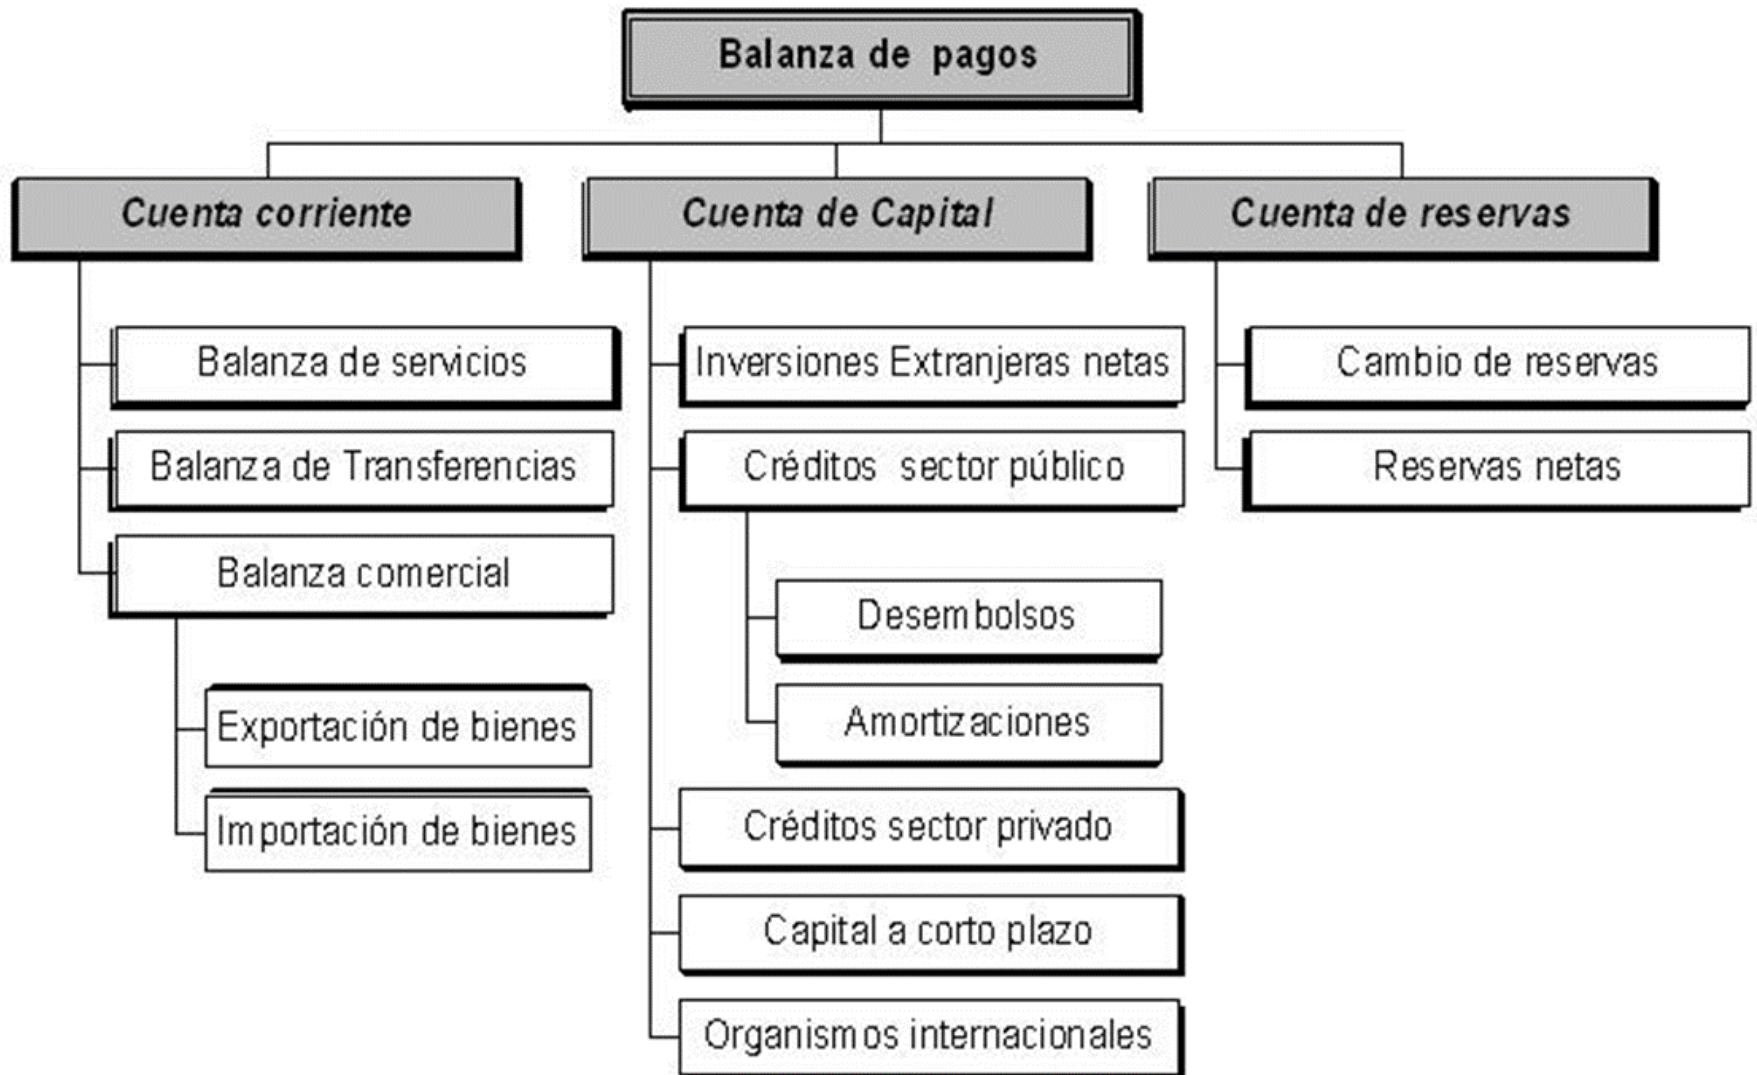 Balanza de pagos
Cuenta corriente
Balanza de servicios
Balanza de Transferencias
Balanza comercial
Exportación de bienes
Importación de bienes
Cuenta de Capital
Inversiones Extranjeras netas
Créditos sector público
Desembolsos
Amortizaciones
Créditos sector privado
Capital a corto plazo
Organismos internacionales
Cuenta de reservas
Cambio de reservas
Reservas netas